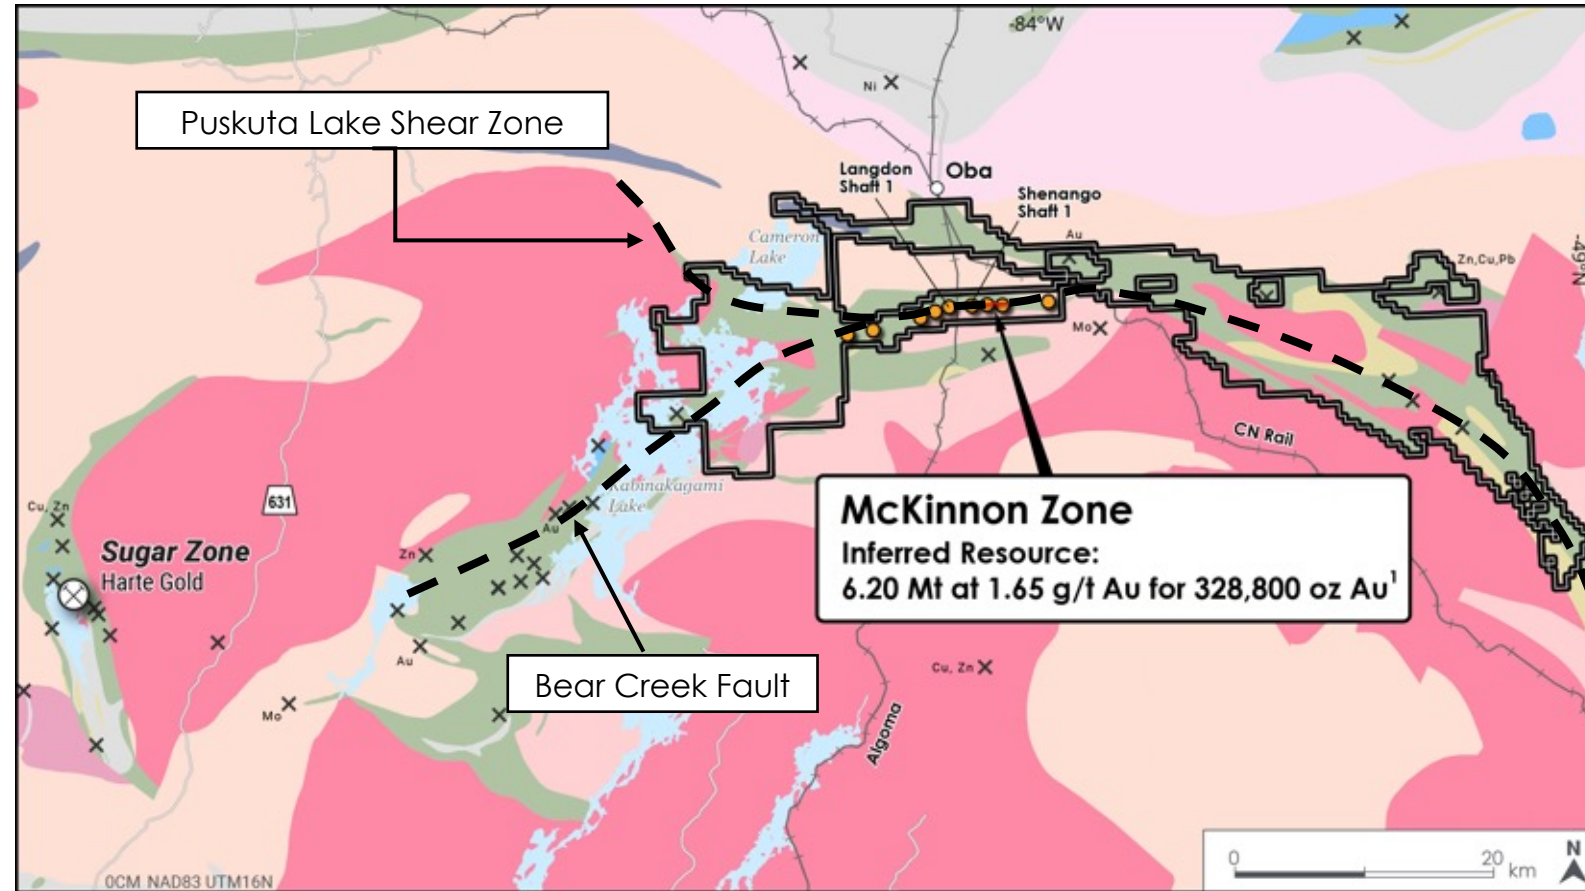 -84°W
Puskuta Lake Shear Zone
Ni
Langdon
Shaft 1
Oba
Shenango
Shaft 1
Au
Cameron
Lake
-49°N
Zn,Cu,Pb
Mo
CN Rail
Kabinakagami
Lake
Au
631
Cu, Zn
Zn
Sugar Zone
Harte Gold
McKinnon Zone
Inferred Resource:
6.20 Mt at 1.65 g/t Au for 328,800 oz Au1
Au
Bear Creek Fault
Cu, Zn
Mo
Algoma
0
20
km
N
0CM NAD83 UTM16N